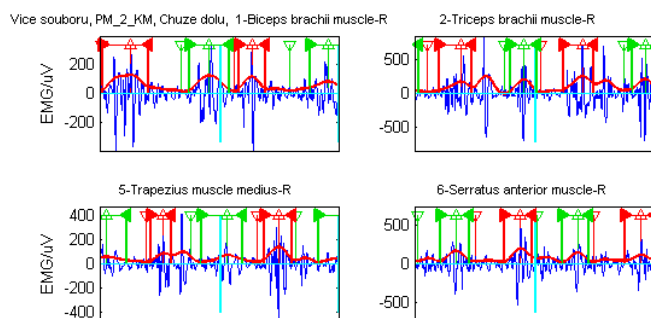 Vice souboru, PM_2_KM, Chuze dolu, 1-Biceps brachii muscle-R
2-Triceps brachii muscle-R
EMG/uV
200
0
-200
500
0
-500
5-Trapezius muscle medius-R
6-Serratus anterior muscle-R
EMG/uV
400
200
0
-200
-400
500
0
-500